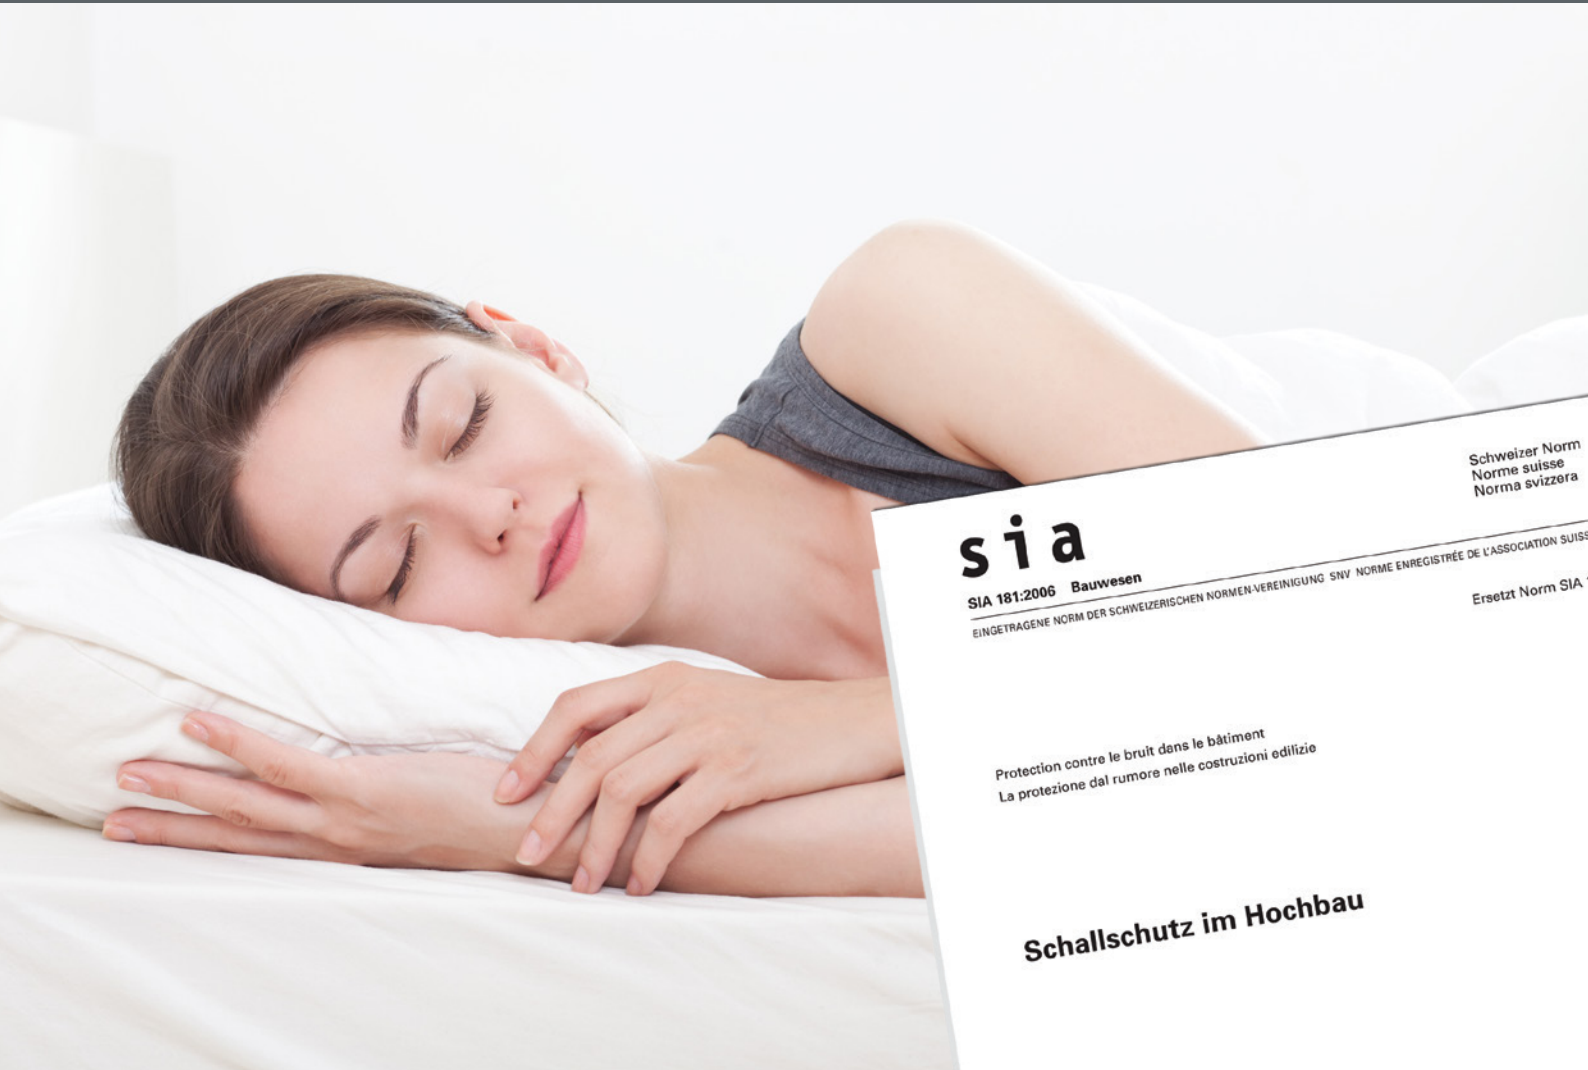 Schweizer Norm
Norme suisse
Norma svizzera
sia
SIA 181:2006 Bauwesen
EINGETRAGENE NORM DER SCHWEIZERISCHEN NORMEN-VEREINIGUNG SNV NORME ENREGISTRÉE DE L'ASSOCIATION
Ersetzt Norm SIA
Protection contre le bruit dans le bâtiment
La protezione dal rumore nelle costruzioni edilizie
Schallschutz im Hochbau